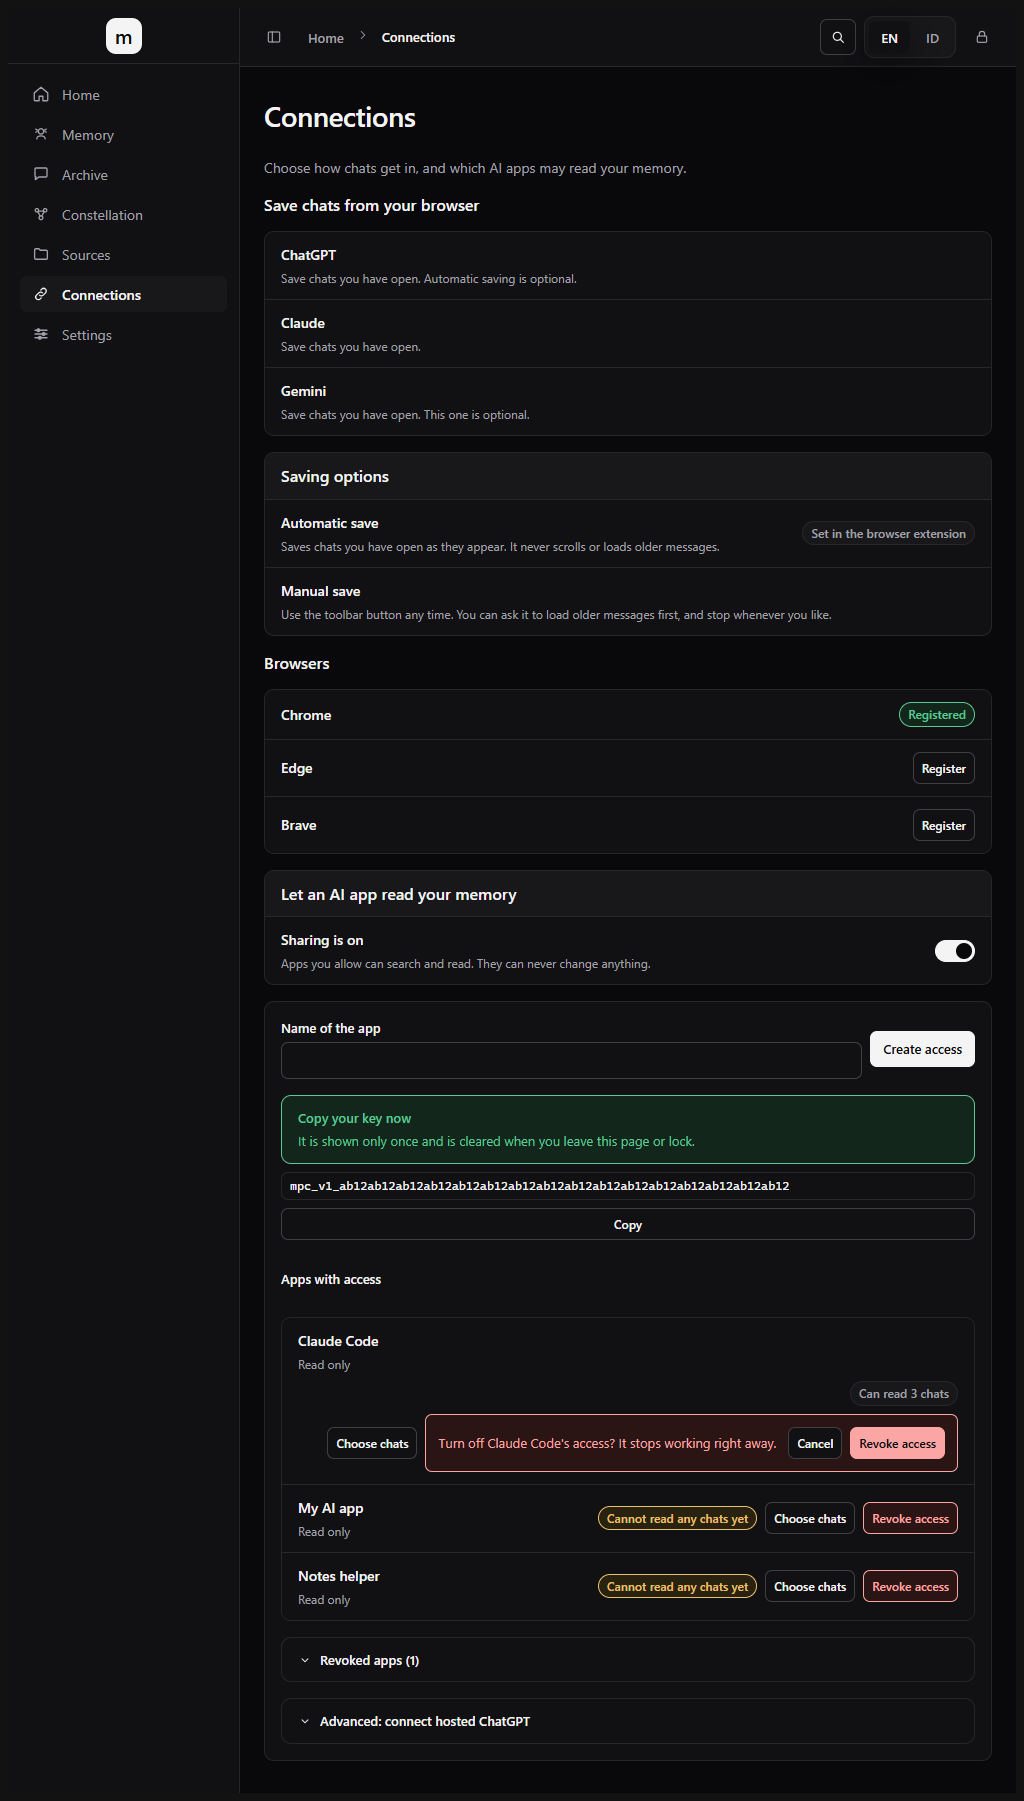 m
Home
Connections
EN
ID
Home
Memory
Archive
Constellation
Sources
Connections
Settings
Connections
Choose how chats get in, and which AI apps may read your memory.
Save chats from your browser
ChatGPT
Save chats you have open. Automatic saving is optional.
Claude
Save chats you have open.
Gemini
Save chats you have open. This one is optional.
Saving options
Automatic save
Saves chats you have open as they appear. It never scrolls or loads older messages.
Set in the browser extension
Manual save
Use the toolbar button any time. You can ask it to load older messages first, and stop whenever you like.
Browsers
Chrome
Registered
Edge
Register
Brave
Register
Let an AI app read your memory
Sharing is on
Apps you allow can search and read. They can never change anything.
Name of the app
Create access
Copy your key now
It is shown only once and is cleared when you leave this page or lock.
mpc_v1_ab12ab12ab12ab12ab12ab12ab12ab12ab12ab12ab12ab12ab12ab12ab12ab12
Copy
Apps with access
Claude Code
Read only
Can read 3 chats
Choose chats
Turn off Claude Code's access? It stops working right away.
Cancel
Revoke access
My AI app
Read only
Cannot read any chats yet
Choose chats
Revoke access
Notes helper
Read only
Cannot read any chats yet
Choose chats
Revoke access
Revoked apps (1)
Advanced: connect hosted ChatGPT